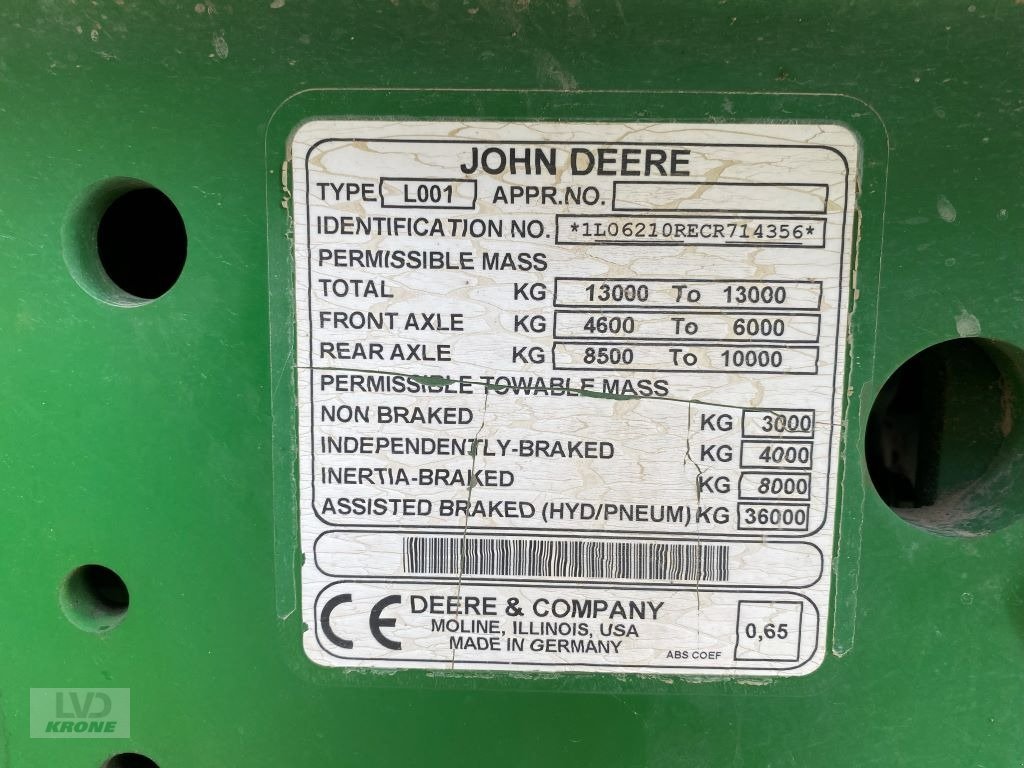 JOHN DEERE
TYPE L001 APPR.NO.
IDENTIFICATION NO. *1L06210RECR714356*
PERMISSIBLE MASS
TOTAL KG 13000 To 13000
FRONT AXLE KG 4600 To 6000
REAR AXLE KG 8500 To 10000
PERMISSIBLE TOWABLE MASS
NON BRAKED KG 3000
INDEPENDENTLY-BRAKED KG 4000
INERTIA-BRAKED KG 8000
ASSISTED BRAKED (HYD/PNEUM) KG 36000
CE DEERE & COMPANY
MOLINE, ILLINOIS, USA
MADE IN GERMANY
ABS COEF 0,65
LVD
KRONE